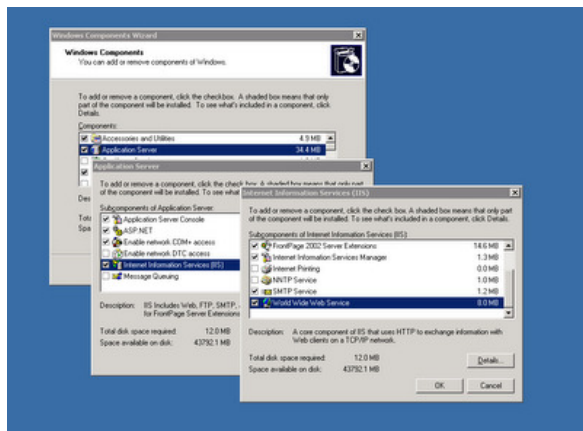 Windows Components Wizard
Windows Components
You can add or remove components of Windows.
To add or remove a component, click the checkbox. A shaded box means that only
part of the component will be installed. To see what's included in a component, click
Details.
Components:
Accessories and Utilities 4.9 MB
Application Server 34.4 MB
Application Server
To add or remove a component, click the check box. A shaded box means that only part
of the component will be installed. To see what
Subcomponents of Application Server:
Application Server Console
ASP.NET
Enable network COM+ access
Enable network DTC access
Internet Information Services (IIS)
Message Queuing
Description: IIS Includes Web, FTP, SMTP,
for FrontPage Server Extensions
Total disk space required: 12.0 MB
Space available on disk: 43792.1 MB
Internet Information Services (IIS)
To add or remove a component, click the check box. A shaded box means that only part
of the component will be installed. To see what's included in a component, click Details.
Subcomponents of Internet Information Services (IIS):
FrontPage 2002 Server Extensions 14.6 MB
Internet Information Services Manager 1.3 MB
Internet Printing 0.0 MB
NNTP Service 1.0 MB
SMTP Service 1.2 MB
World Wide Web Service 8.0 MB
Description: A core component of IIS that uses HTTP to exchange information with
Web clients on a TCP/IP network.
Total disk space required: 12.0 MB
Space available on disk: 43792.1 MB
Details...
OK Cancel